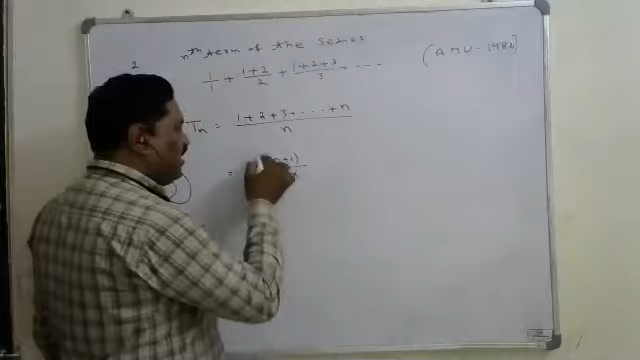 2
nth term of the series
1/1 + 1+2/2 + 1+2+3/3 + ....
(AMU-1982)
Tn = 1+2+3+.....+n/n
= n+1)